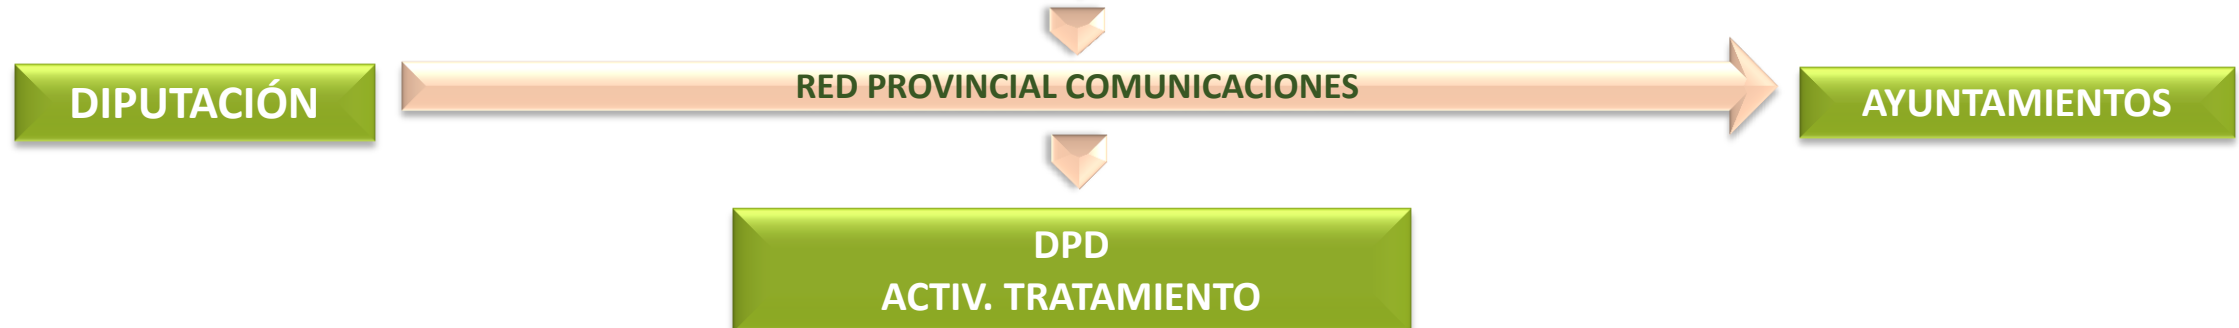 DIPUTACIÓN
RED PROVINCIAL COMUNICACIONES
AYUNTAMIENTOS
DPD
ACTIV. TRATAMIENTO